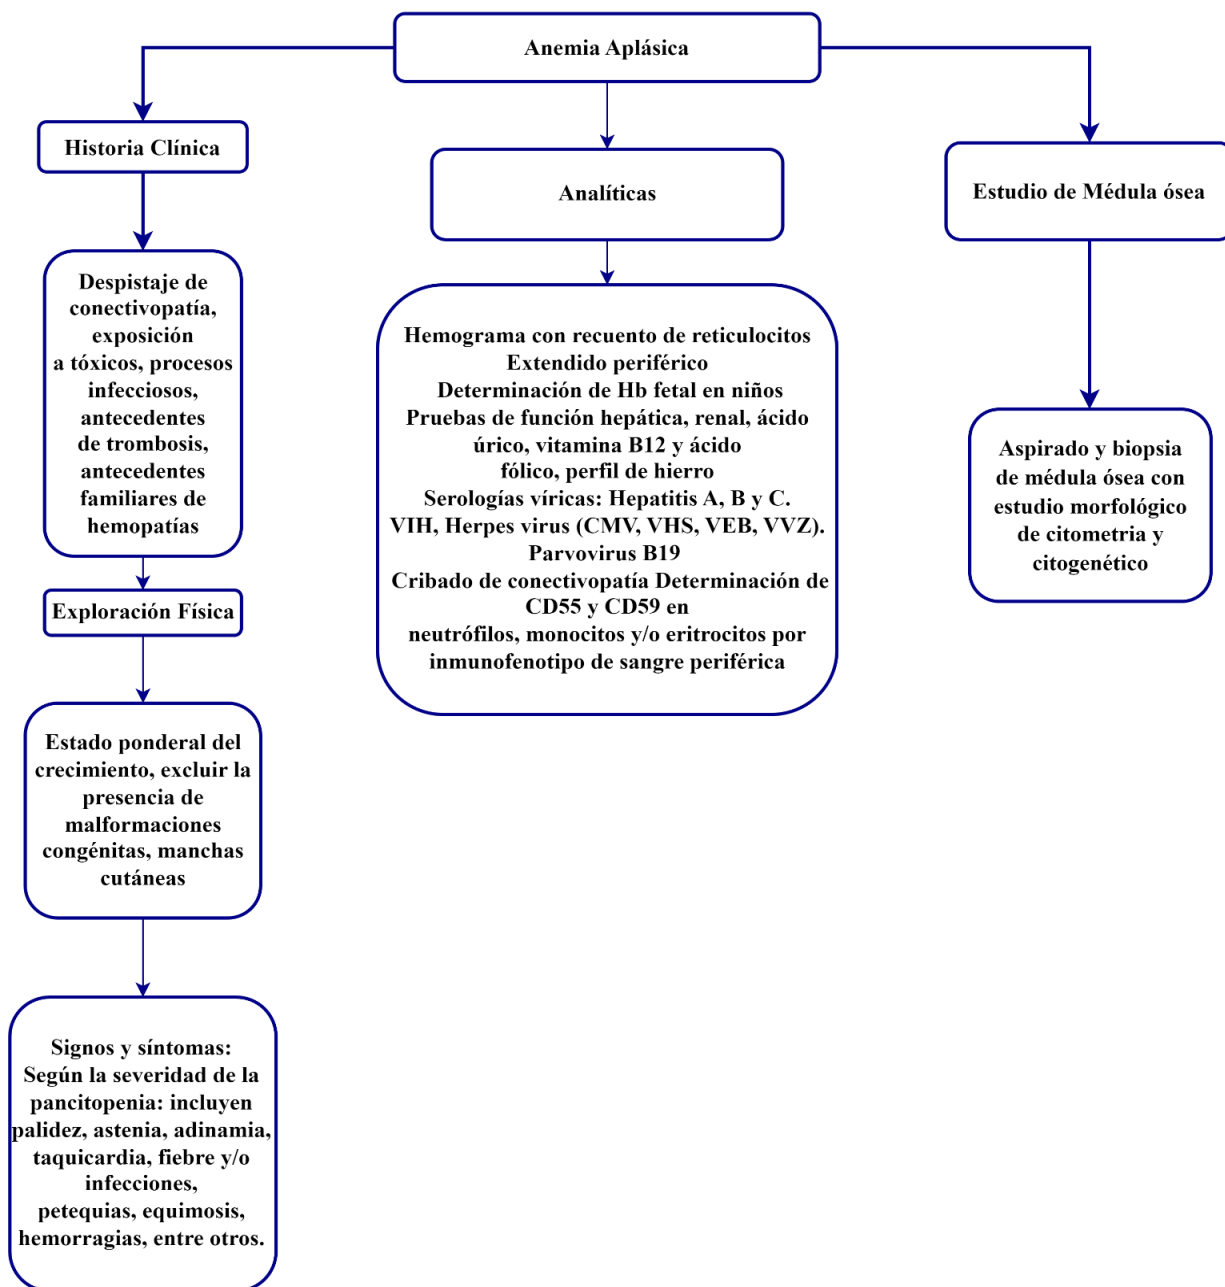 Anemia Aplásica
Historia Clínica
Despistaje de
conectivopatía,
exposición
a tóxicos, procesos
infecciosos,
antecedentes
de trombosis,
antecedentes
familiares de
hemopatías
Exploración Física
Estado ponderal del
crecimiento, excluir la
presencia de
malformaciones
congénitas, manchas
cutáneas
Signos y síntomas:
Según la severidad de la
pancitopenia: incluyen
palidez, astenia, adinamia,
taquicardia, fiebre y/o
infecciones,
petequias, equimosis,
hemorragias, entre otros.
Analíticas
Hemograma con recuento de reticulocitos
Extendido periférico
Determinación de Hb fetal en niños
Pruebas de función hepática, renal, ácido
úrico, vitamina B12 y ácido
fólico, perfil de hierro
Serologías víricas: Hepatitis A, B y C.
VIH, Herpes virus (CMV, VHS, VEB, VVZ).
Parvovirus B19
Cribado de conectivopatía Determinación de
CD55 y CD59 en
neutrófilos, monocitos y/o eritrocitos por
inmunofenotipo de sangre periférica
Estudio de Médula ósea
Aspirado y biopsia
de médula ósea con
estudio morfológico
de citometria y
citogenético